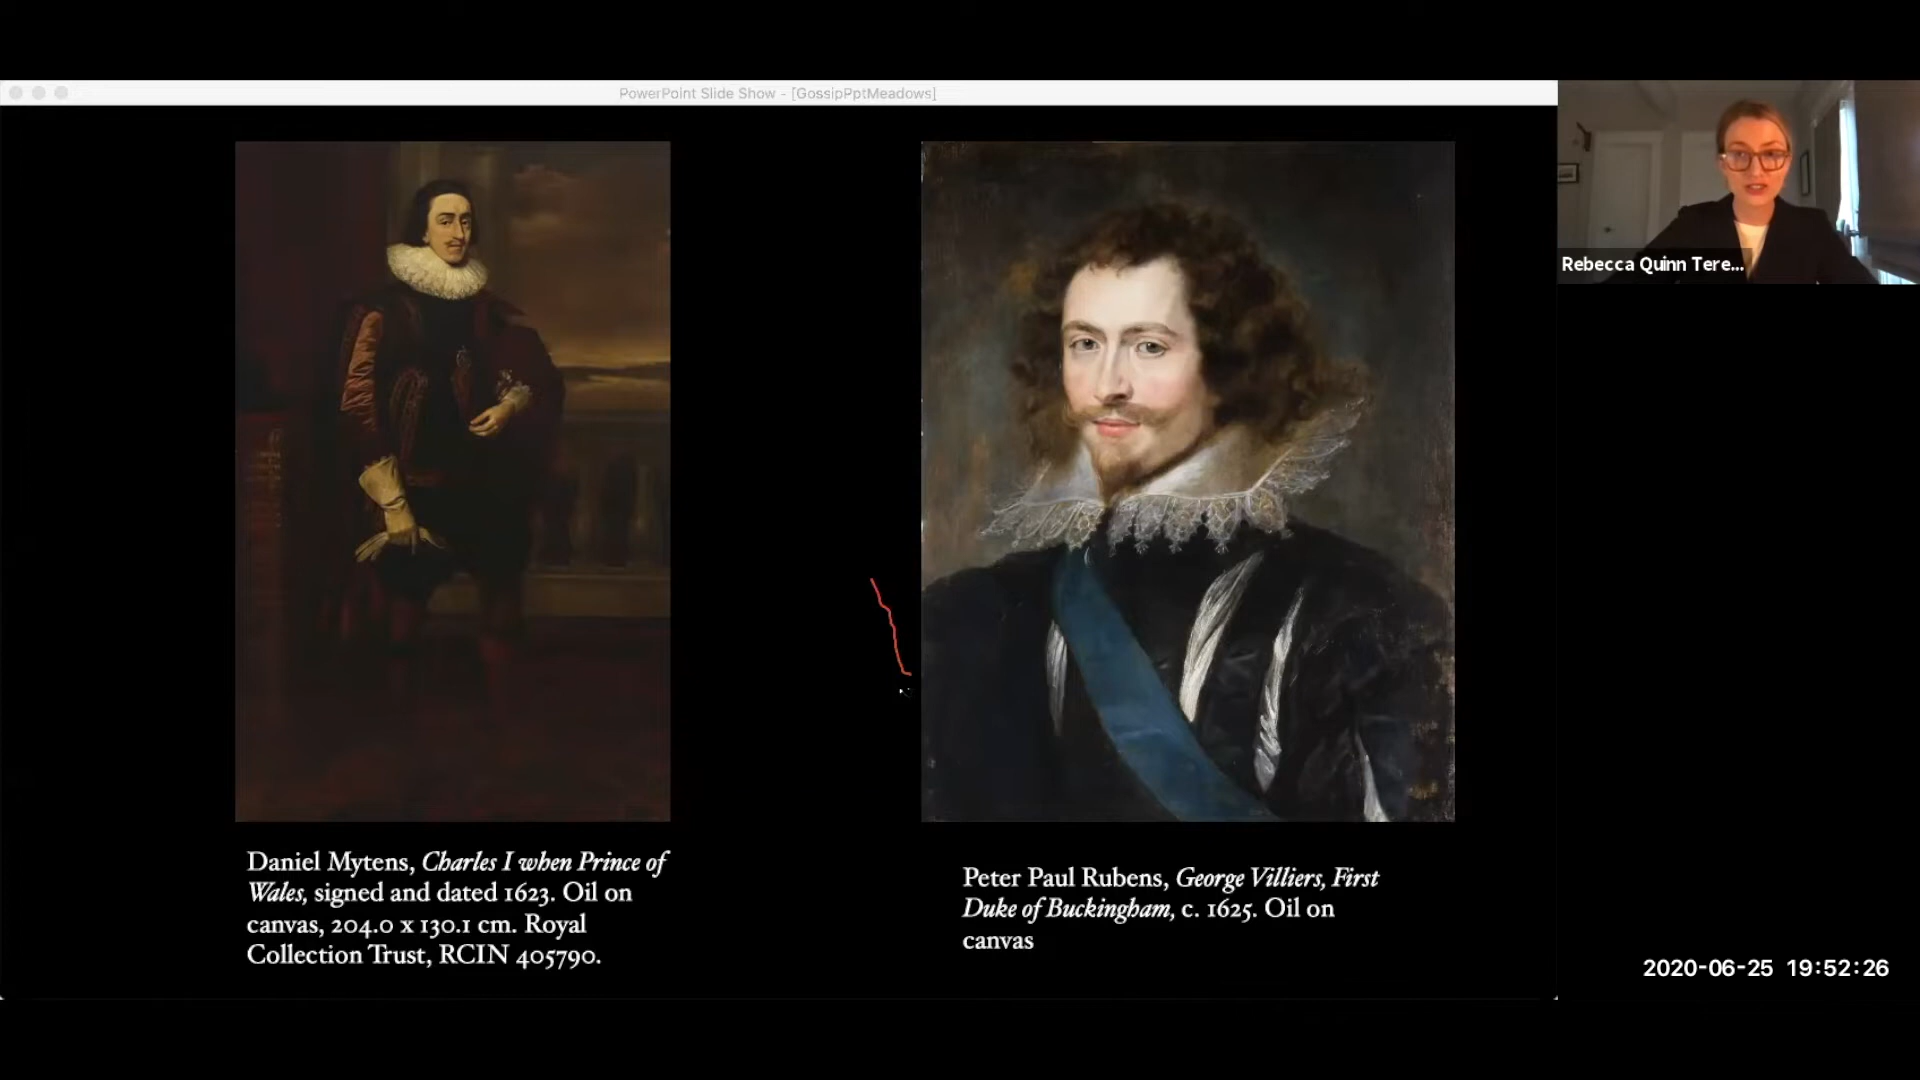 PowerPoint Slide Show - [GossipPptMeadows]
Rebecca Quinn Tere...
Daniel Mytens, Charles I when Prince of
Wales, signed and dated 1623. Oil on
canvas, 204.0 x 130.1 cm. Royal
Collection Trust, RCIN 405790.
Peter Paul Rubens, George Villiers, First
Duke of Buckingham, c. 1625. Oil on
canvas
2020-06-25 19:52:26